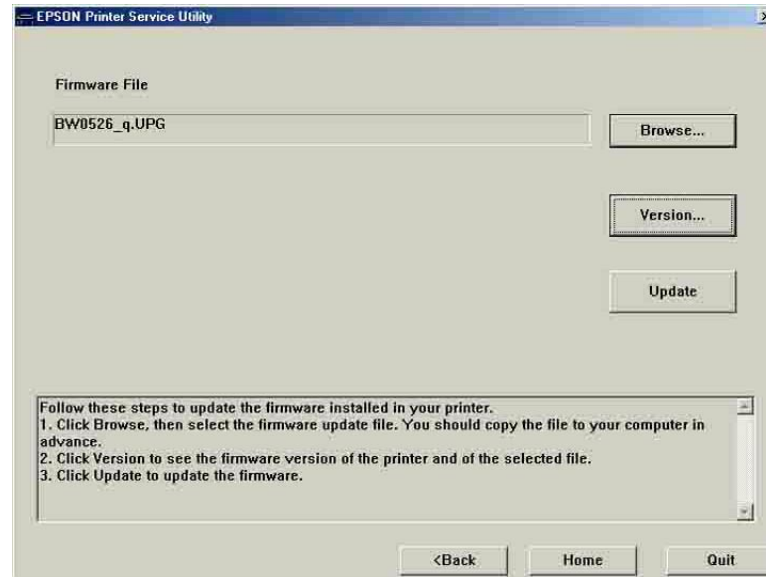 EPSON Printer Service Utility
Firmware File
BW0526_q.UPG
Browse...
Version...
Update
Follow these steps to update the firmware installed in your printer.
1. Click Browse, then select the firmware update file. You should copy the file to your computer in
advance.
2. Click Version to see the firmware version of the printer and of the selected file.
3. Click Update to update the firmware.
<Back
Home
Quit